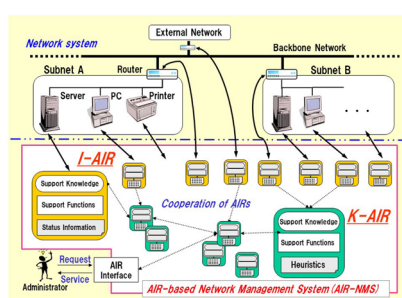 External Network
Network system
Backbone Network
Subnet A
Router
Subnet B
Server
PC
Printer
. . .
I-AIR
Support Knowledge
Support Functions
Status Information
Cooperation of AIRs
K-AIR
Support Knowledge
Support Functions
Heuristics
Request
Service
AIR
Interface
Administrator
AIR-based Network Management System (AIR-NMS)